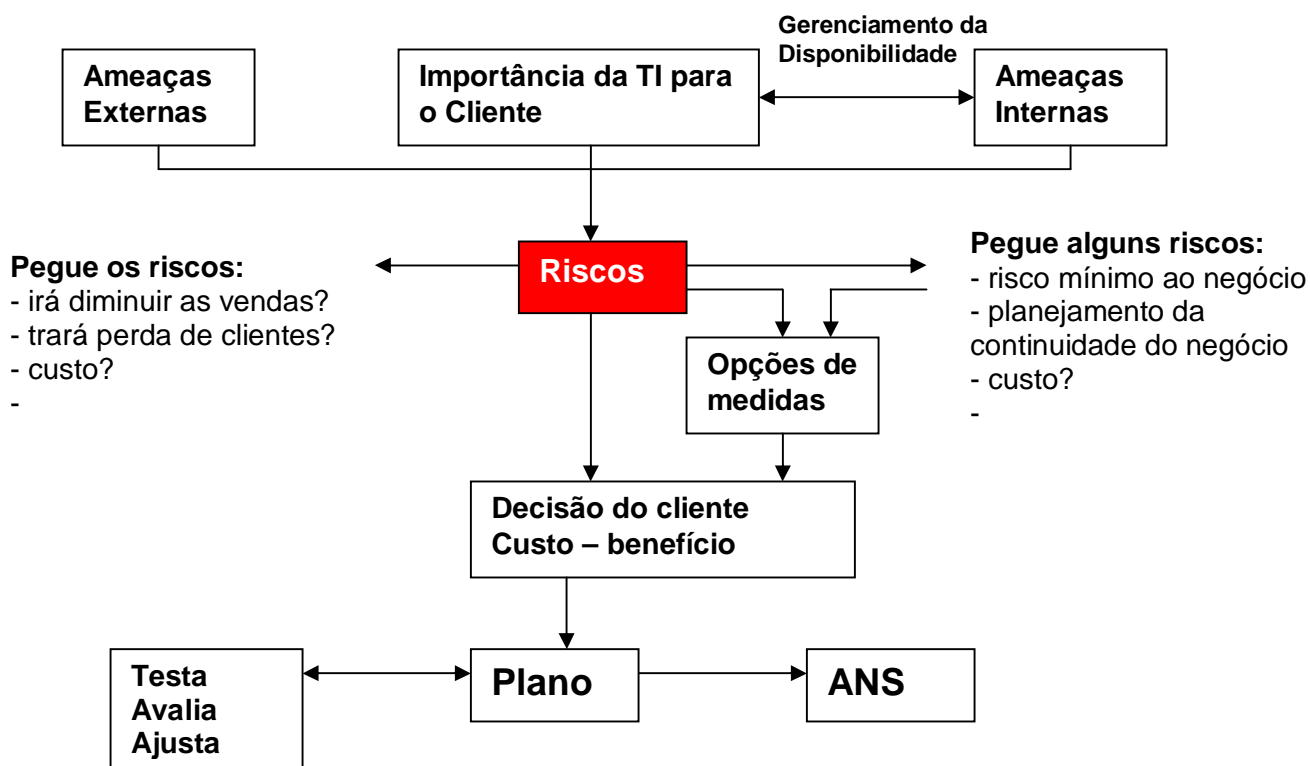 Gerenciamento da
Disponibilidade
Ameaças
Externas
Importância da TI para
o Cliente
Ameaças
Internas
Pegue os riscos:
- irá diminuir as vendas?
- trará perda de clientes?
- custo?
-
Riscos
Pegue alguns riscos:
- risco mínimo ao negócio
- planejamento da
continuidade do negócio
- custo?
-
Opções de
medidas
Decisão do cliente
Custo – benefício
Testa
Avalia
Ajusta
Plano
ANS